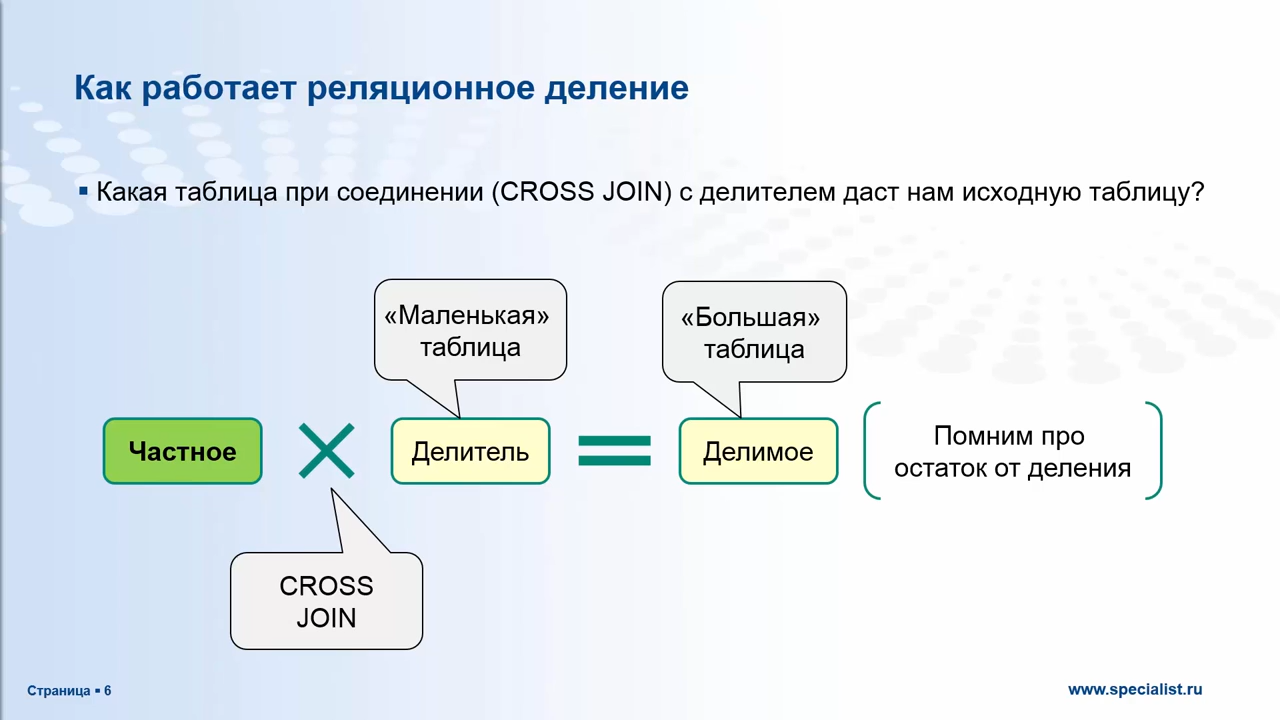 Как работает реляционное деление
▪ Какая таблица при соединении (CROSS JOIN) с делителем даст нам исходную таблицу?
«Маленькая»
таблица
«Большая»
таблица
Частное
Делитель
Делимое
Помним про
остаток от деления
CROSS
JOIN
Страница ▪ 6
www.specialist.ru